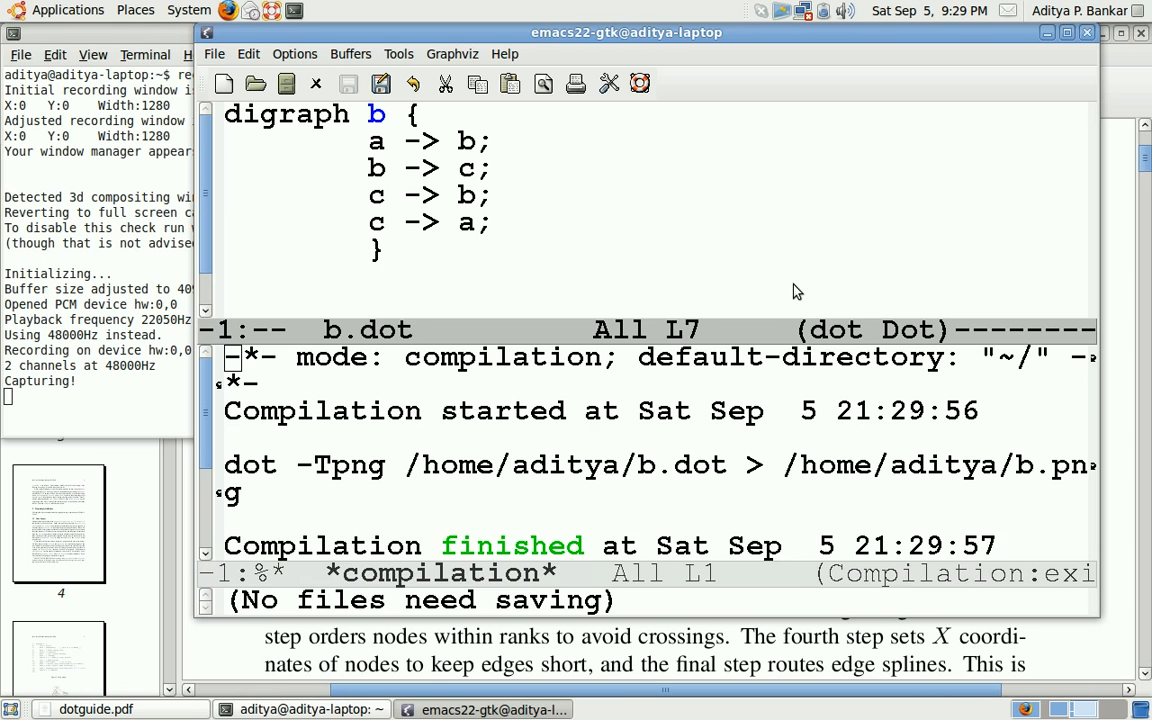 Applications Places System Sat Sep 5, 9:29 PM Aditya P. Bankar
emacs22-gtk@aditya-laptop
File Edit View Terminal H
File Edit Options Buffers Tools Graphviz Help
aditya@aditya-laptop:~$ re
Initial recording window i
X:0 Y:0 Width:1280
Adjusted recording window
X:0 Y:0 Width:1280
Your window manager appear
Detected 3d compositing wi
Reverting to full screen c
To disable this check run
(though that is not advise
Initializing...
Buffer size adjusted to 40
Opened PCM device hw:0,0
Playback frequency 22050Hz
Using 48000Hz instead.
Recording on device hw:0,0
2 channels at 48000Hz
Capturing!
digraph b {
a -> b;
b -> c;
c -> b;
c -> a;
}
-1:-- b.dot All L7 (dot Dot)--------
-*- mode: compilation; default-directory: "~/" -
*-
Compilation started at Sat Sep 5 21:29:56
dot -Tpng /home/aditya/b.dot > /home/aditya/b.pn
g
Compilation finished at Sat Sep 5 21:29:57
-1:%* *compilation* All L1 (Compilation:exi
(No files need saving)
4
step orders nodes within ranks to avoid crossings. The fourth step sets X coordi-
nates of nodes to keep edges short, and the final step routes edge splines. This is
dotguide.pdf aditya@aditya-laptop: ~ emacs22-gtk@aditya-l...